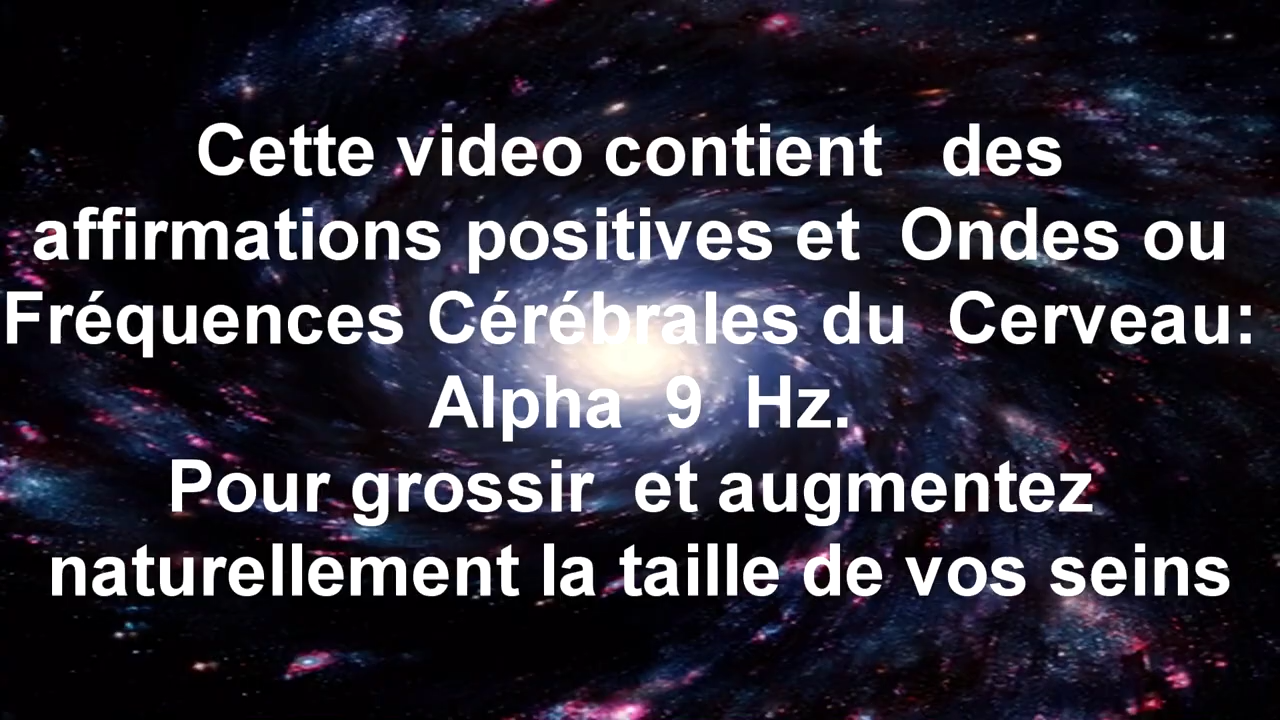 Cette video contient des
affirmations positives et Ondes ou
Fréquences Cérébrales du Cerveau:
Alpha 9 Hz.
Pour grossir et augmentez
naturellement la taille de vos seins